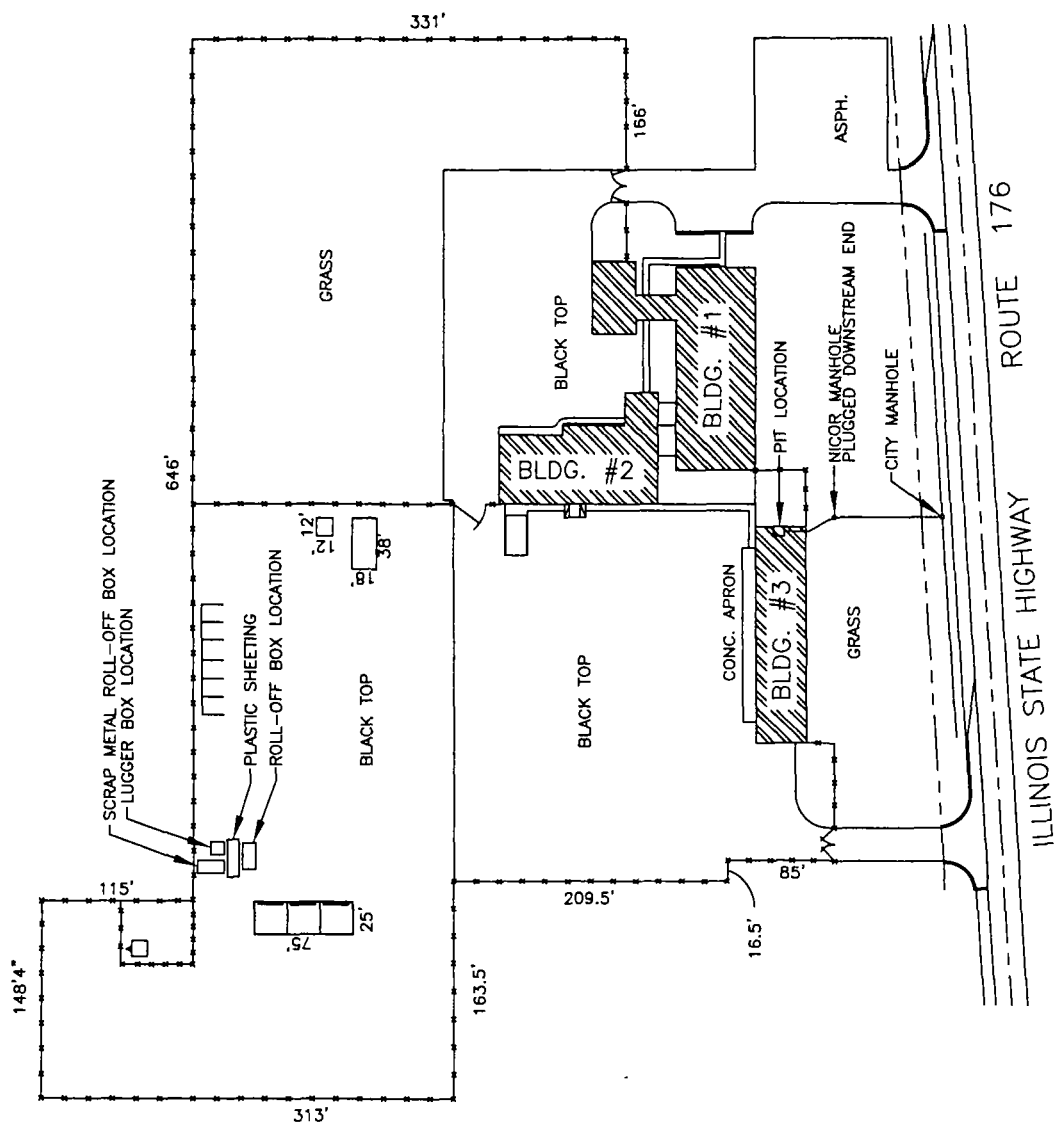 331'
166'
GRASS
ASPH.
646'
BLACK TOP
BLDG. #1
BLDG. #2
PIT LOCATION
NICOR MANHOLE
PLUGGED DOWNSTREAM END
CITY MANHOLE
ROUTE 176
ILLINOIS STATE HIGHWAY
SCRAP METAL ROLL-OFF BOX LOCATION
LUGGER BOX LOCATION
PLASTIC SHEETING
ROLL-OFF BOX LOCATION
12'
12'
18'
38'
BLACK TOP
BLACK TOP
CONC. APRON
BLDG. #3
GRASS
115'
148'4"
75'
25'
163.5'
209.5'
16.5'
85'
313'